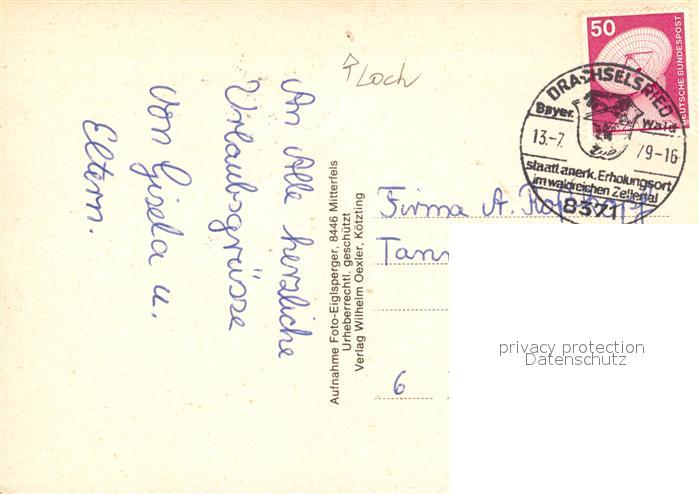 An Alle herzliche
Urlaubsgrüsse
von Gisela u.
Eltern.
Loch
Aufnahme Foto-Eiglsperger, 8446 Mitterfels
Urheberrechtl. geschützt
Verlag Wilhelm Oexler, Kötzting
50
DEUTSCHE BUNDESPOST
DRACHSELSRIED
Bayer. Wald
13.-7. 79-16
staatl. anerk. Erholungsort
im waldreichen Zellertal
8371
Firma A.
6
privacy protection
Datenschutz